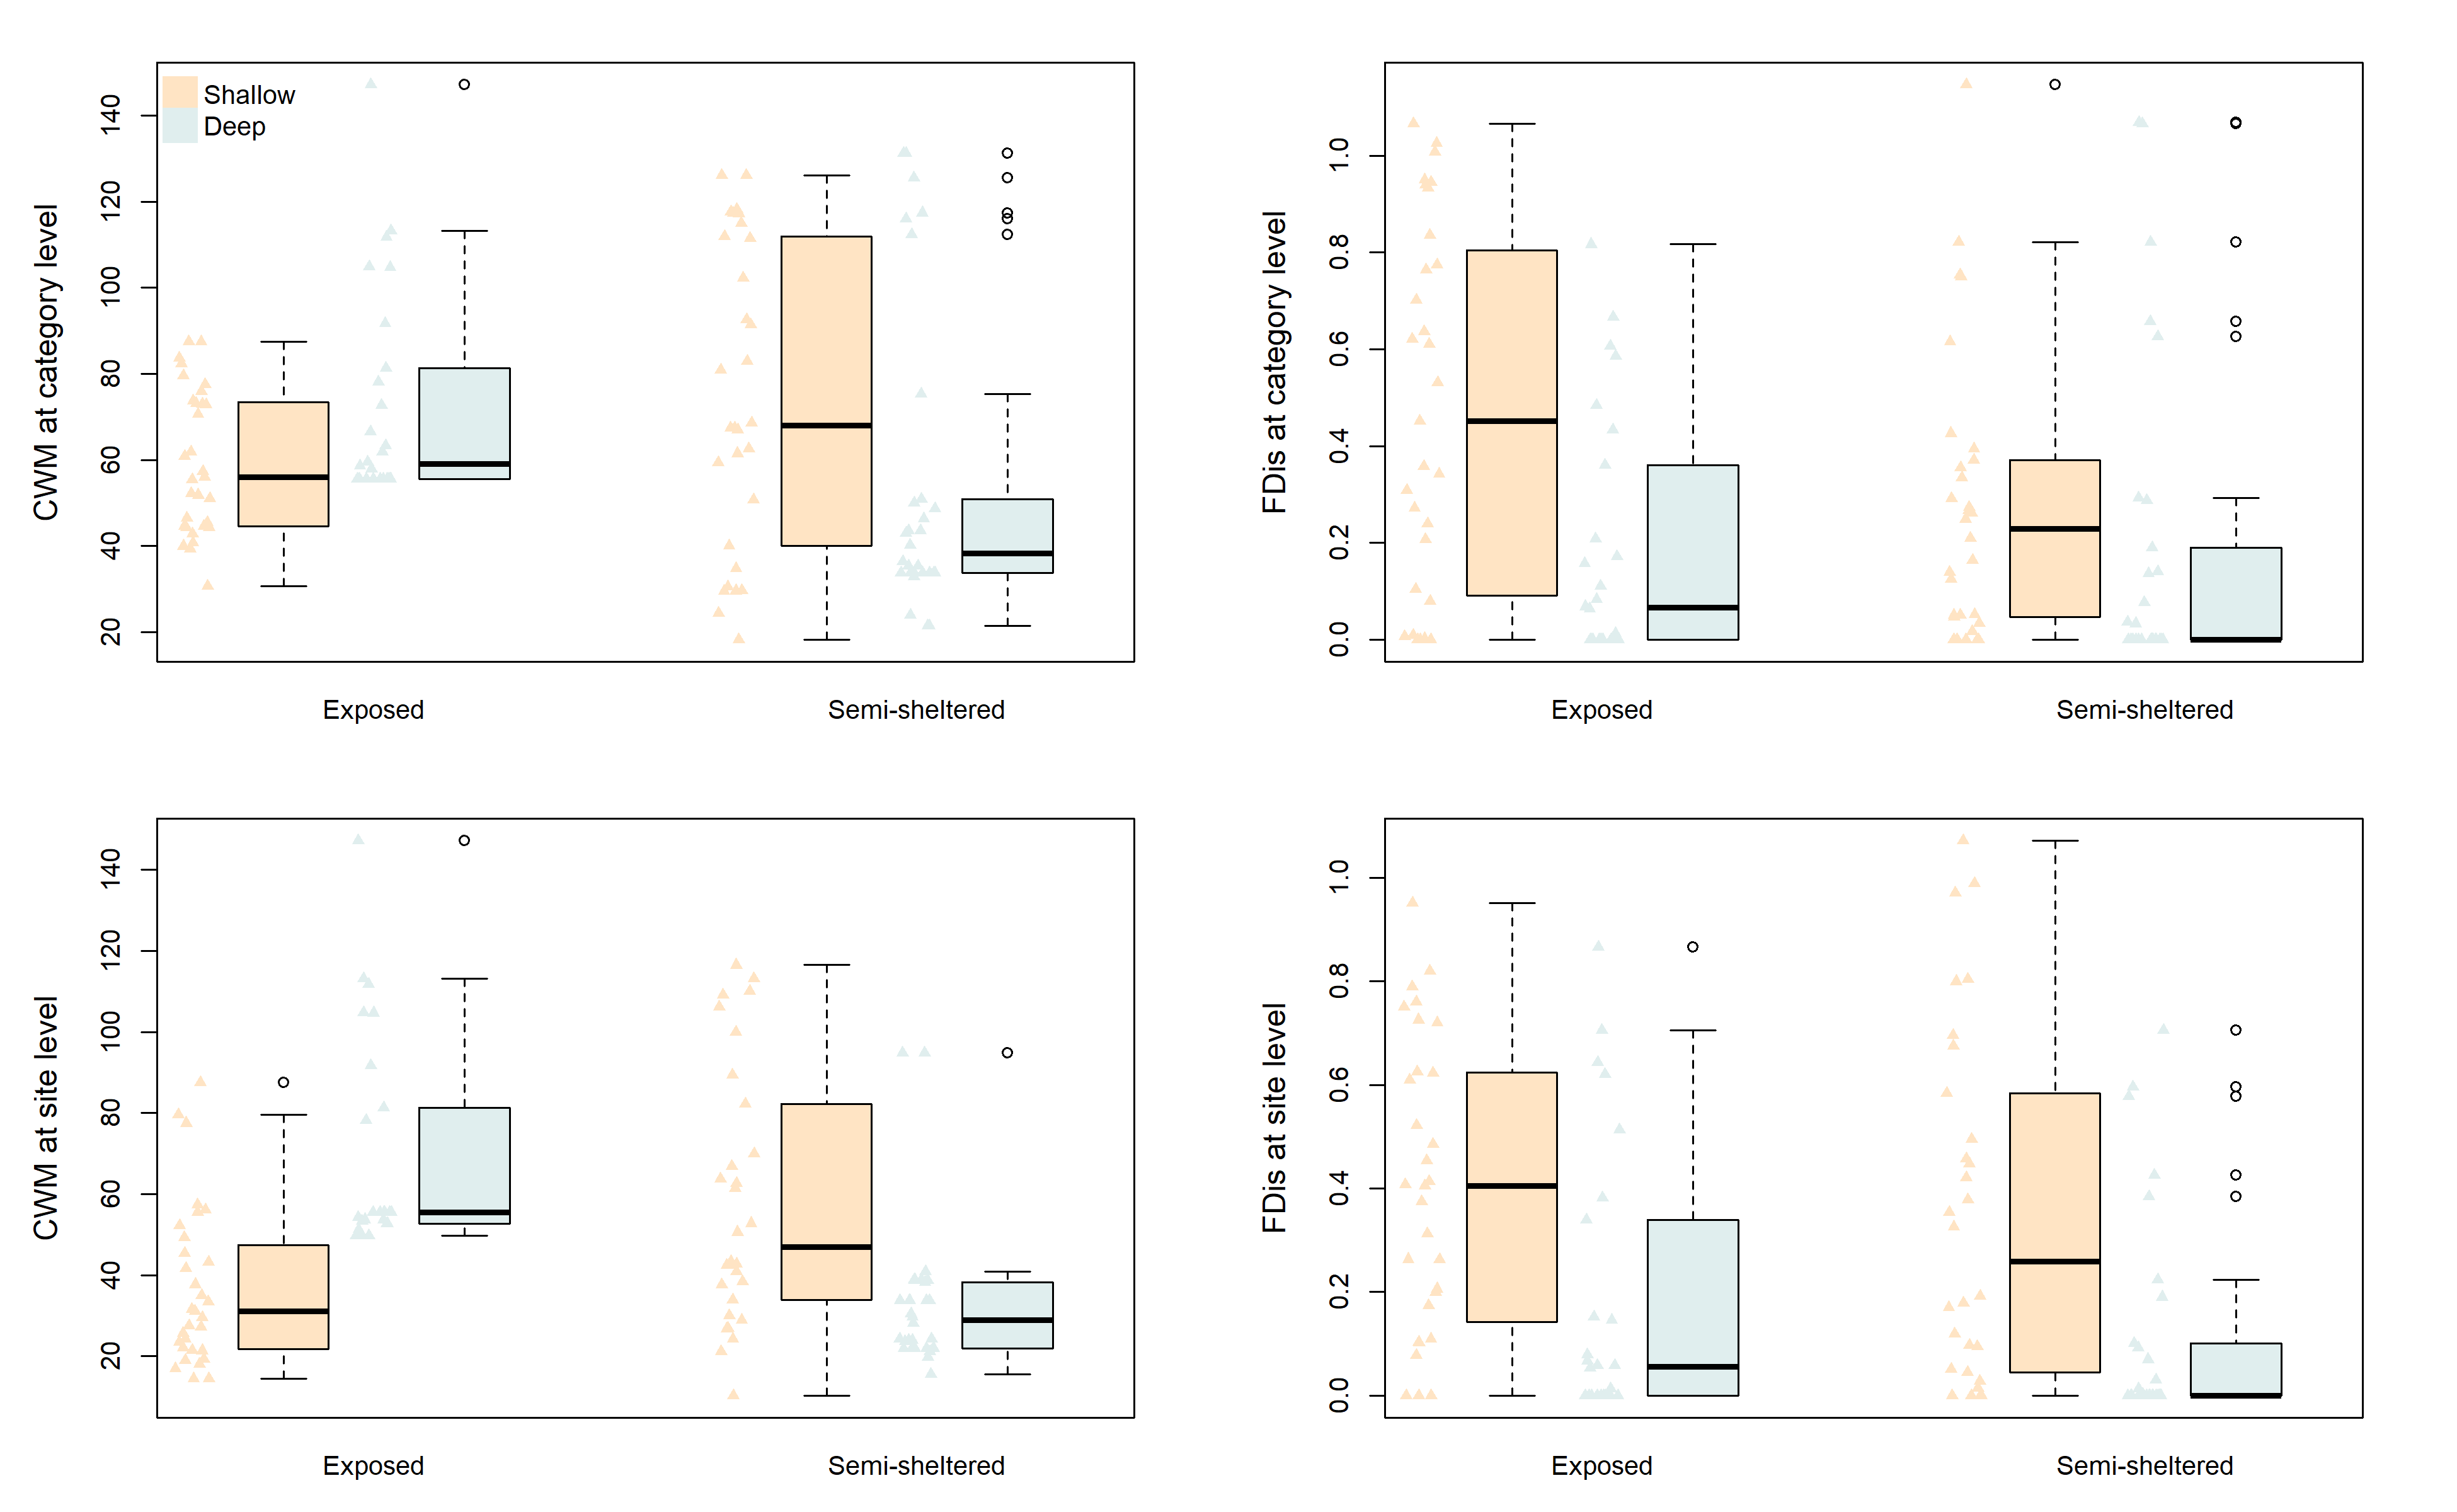 Shallow
Deep
CWM at category level
20 40 60 80 100 120 140
Exposed Semi-sheltered
FDis at category level
0.0 0.2 0.4 0.6 0.8 1.0
Exposed Semi-sheltered
CWM at site level
20 40 60 80 100 120 140
Exposed Semi-sheltered
FDis at site level
0.0 0.2 0.4 0.6 0.8 1.0
Exposed Semi-sheltered